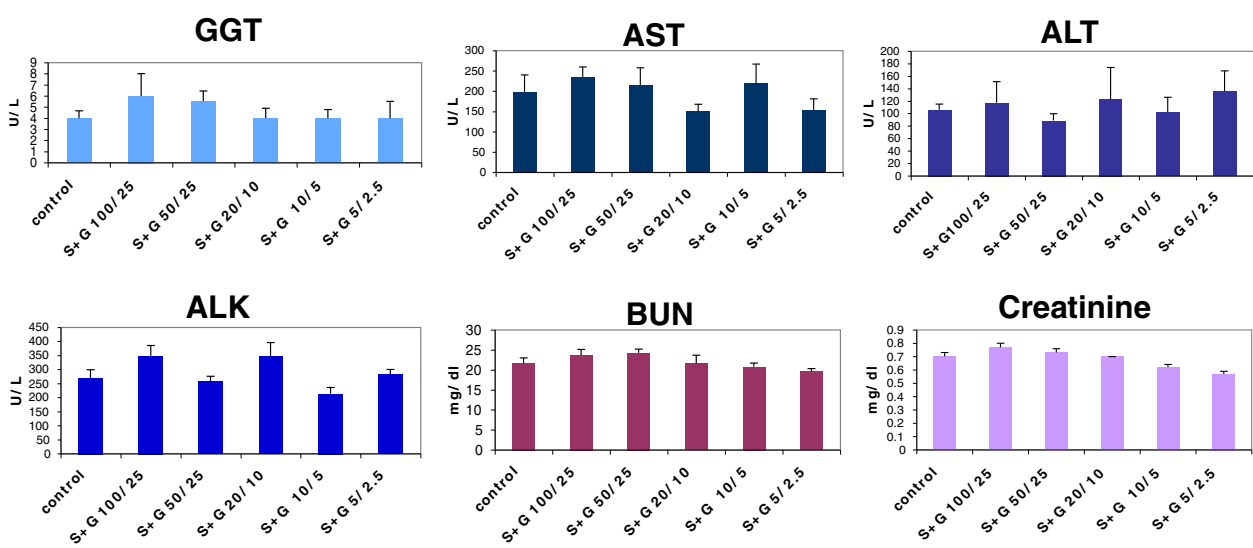 GGT
U/ L
9
8
7
6
5
4
3
2
1
0
control
S+ G 100/ 25
S+ G 50/ 25
S+ G 20/ 10
S+ G 10/ 5
S+ G 5/ 2.5
AST
U/ L
300
250
200
150
100
50
0
control
S+ G 100/ 25
S+ G 50/ 25
S+ G 20/ 10
S+ G 10/ 5
S+ G 5/ 2.5
ALT
U/ L
200
180
160
140
120
100
80
60
40
20
0
control
S+ G100/ 25
S+ G 50/ 25
S+ G 20/ 10
S+ G 10/ 5
S+ G 5/ 2.5
ALK
U/ L
450
400
350
300
250
200
150
100
50
0
control
S+ G 100/ 25
S+ G 50/ 25
S+ G 20/ 10
S+ G 10/ 5
S+ G 5/ 2.5
BUN
mg/ dl
30
25
20
15
10
5
0
control
S+ G 100/ 25
S+ G 50/ 25
S+ G 20/ 10
S+ G 10/ 5
S+ G 5/ 2.5
Creatinine
mg/ dl
0.9
0.8
0.7
0.6
0.5
0.4
0.3
0.2
0.1
0
control
S+ G 100/ 25
S+ G 50/ 25
S+ G 20/ 10
S+ G 10/ 5
S+ G 5/ 2.5